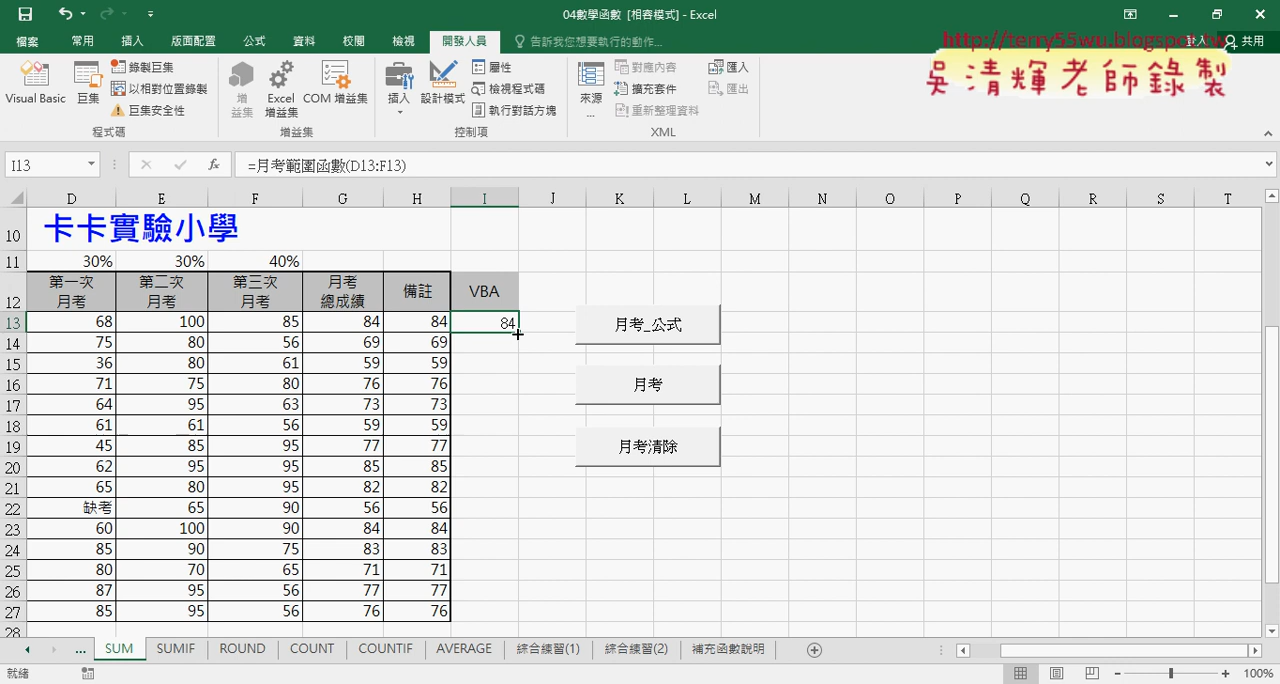 04數學函數 [相容模式] - Excel
檔案 常用 插入 版面配置 公式 資料 校閱 檢視 開發人員 告訴我您想要執行的動作... 登入 共用
http://terry55wu.blogspot.tw
吳清輝老師錄製
Visual Basic 巨集 錄製巨集 以相對位置錄製 巨集安全性 程式碼
增益集 Excel 增益集 COM 增益集 增益集
插入 設計模式 屬性 檢視程式碼 執行對話方塊 控制項
來源 ... 對應內容 擴充套件 重新整理資料 匯入 匯出 XML
I13 fx =月考範圍函數(D13:F13)
D E F G H I J K L M N O P Q R S T
10 卡卡實驗小學
11 30% 30% 40%
12 第一次月考 第二次月考 第三次月考 月考總成績 備註 VBA
13 68 100 85 84 84 84
14 75 80 56 69 69
15 36 80 61 59 59
16 71 75 80 76 76
17 64 95 63 73 73
18 61 61 56 59 59
19 45 85 95 77 77
20 62 95 95 85 85
21 65 80 95 82 82
22 缺考 65 90 56 56
23 60 100 90 84 84
24 85 90 75 83 83
25 80 70 65 71 71
26 87 95 56 77 77
27 85 95 56 76 76
28
月考_公式
月考
月考清除
... SUM SUMIF ROUND COUNT COUNTIF AVERAGE 綜合練習(1) 綜合練習(2) 補充函數說明
就緒 100%